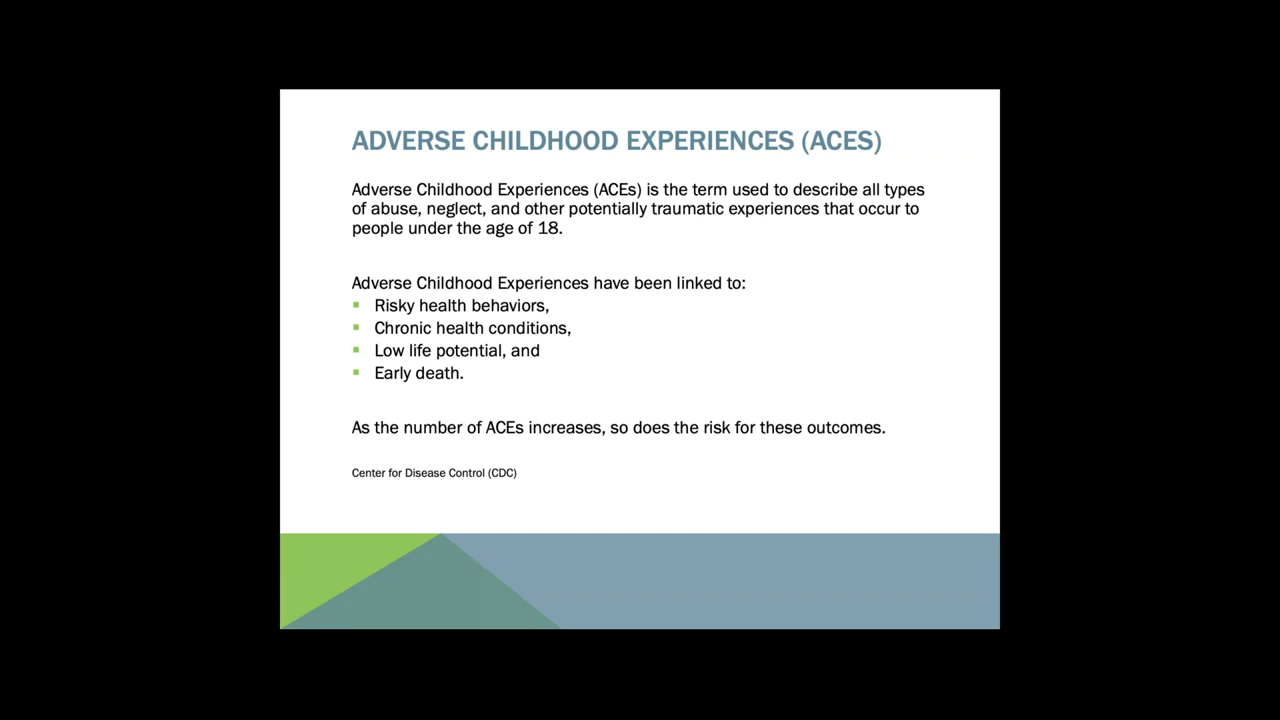 ADVERSE CHILDHOOD EXPERIENCES (ACES)
Adverse Childhood Experiences (ACEs) is the term used to describe all types
of abuse, neglect, and other potentially traumatic experiences that occur to
people under the age of 18.
Adverse Childhood Experiences have been linked to:
▪ Risky health behaviors,
▪ Chronic health conditions,
▪ Low life potential, and
▪ Early death.
As the number of ACEs increases, so does the risk for these outcomes.
Center for Disease Control (CDC)